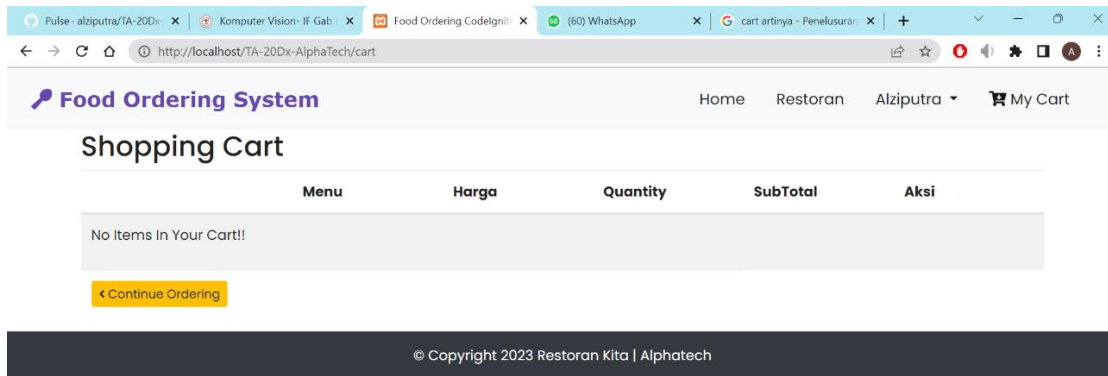 Pulse - alziputra/TA-20Dx-
Komputer Vision- IF Gab
Food Ordering CodeIgnit
(60) WhatsApp
cart artinya - Penelusuran
http://localhost/TA-20Dx-AlphaTech/cart
A
Food Ordering System
Home
Restoran
Alziputra
My Cart
Shopping Cart
Menu Harga Quantity SubTotal Aksi
No Items In Your Cart!!
Continue Ordering
© Copyright 2023 Restoran Kita | Alphatech